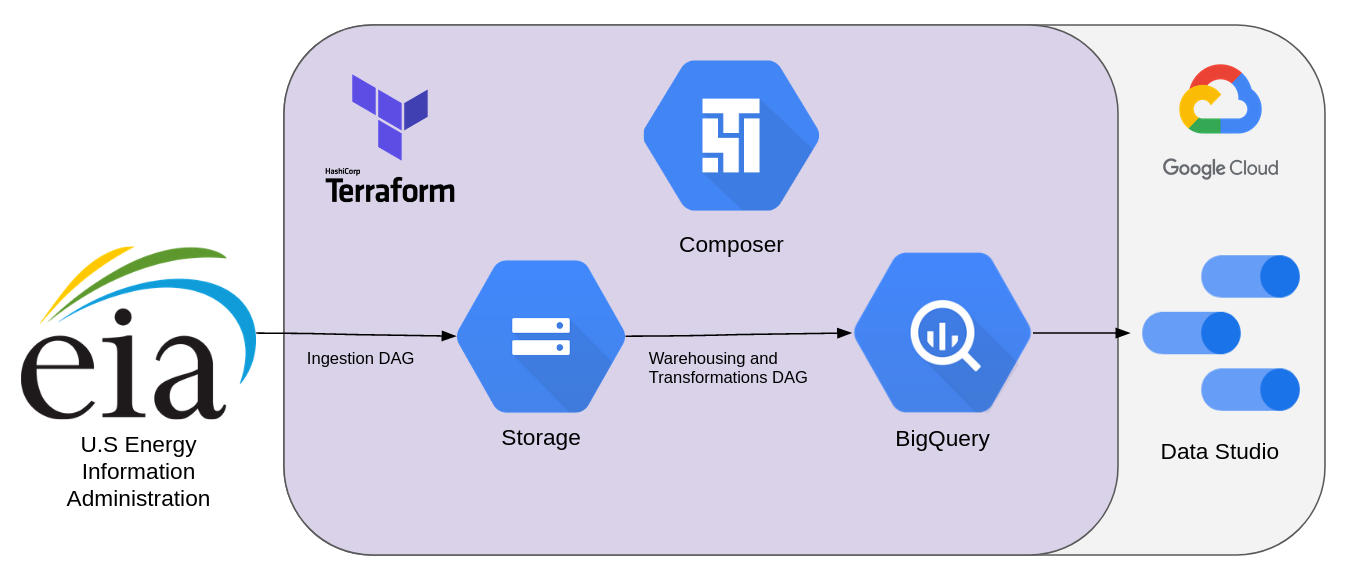 HashiCorp
Terraform
Composer
Google Cloud
eia
U.S Energy
Information
Administration
Ingestion DAG
Storage
Warehousing and
Transformations DAG
BigQuery
Data Studio